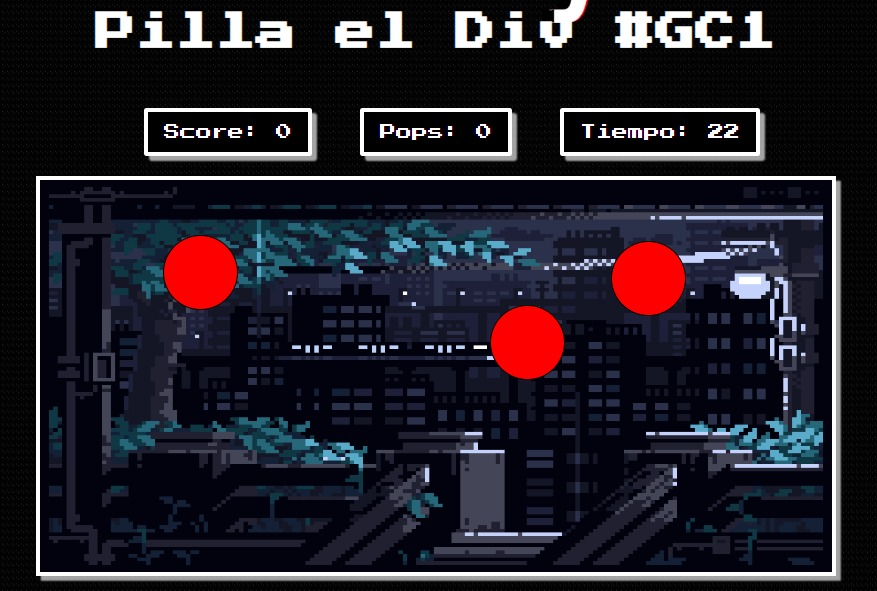 Pilla el Div #GC1
Score: 0
Pops: 0
Tiempo: 22